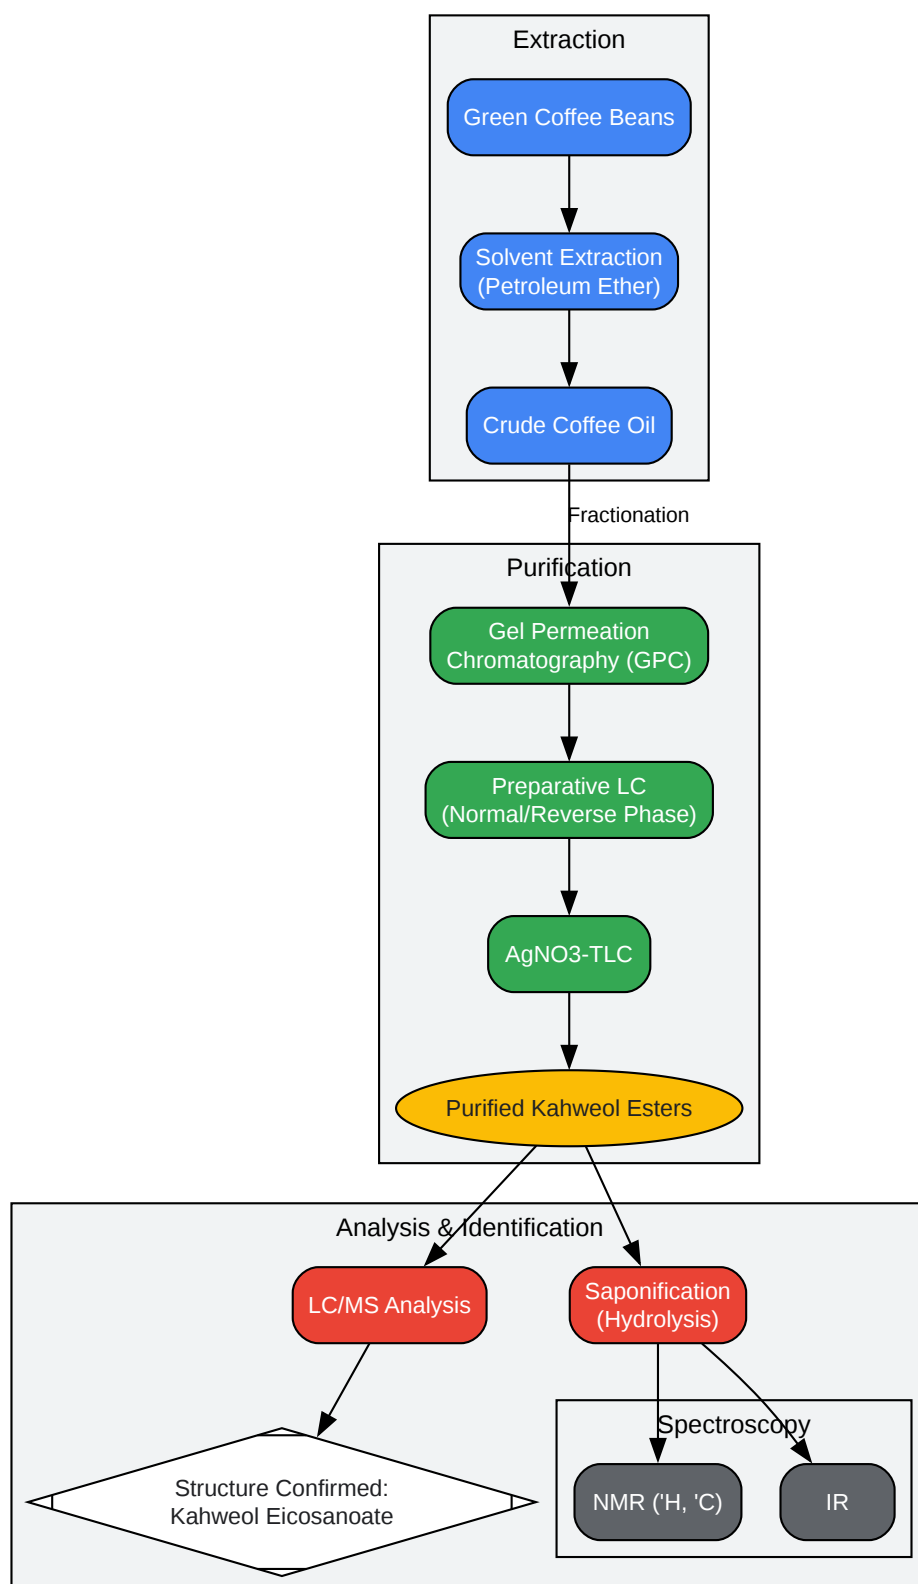 Extraction
Green Coffee Beans
Solvent Extraction
(Petroleum Ether)
Crude Coffee Oil
Fractionation
Purification
Gel Permeation
Chromatography (GPC)
Preparative LC
(Normal/Reverse Phase)
AgNO3-TLC
Purified Kahweol Esters
Analysis & Identification
LC/MS Analysis
Saponification
(Hydrolysis)
Spectroscopy
Structure Confirmed:
Kahweol Eicosanoate
NMR ('H, 'C)
IR